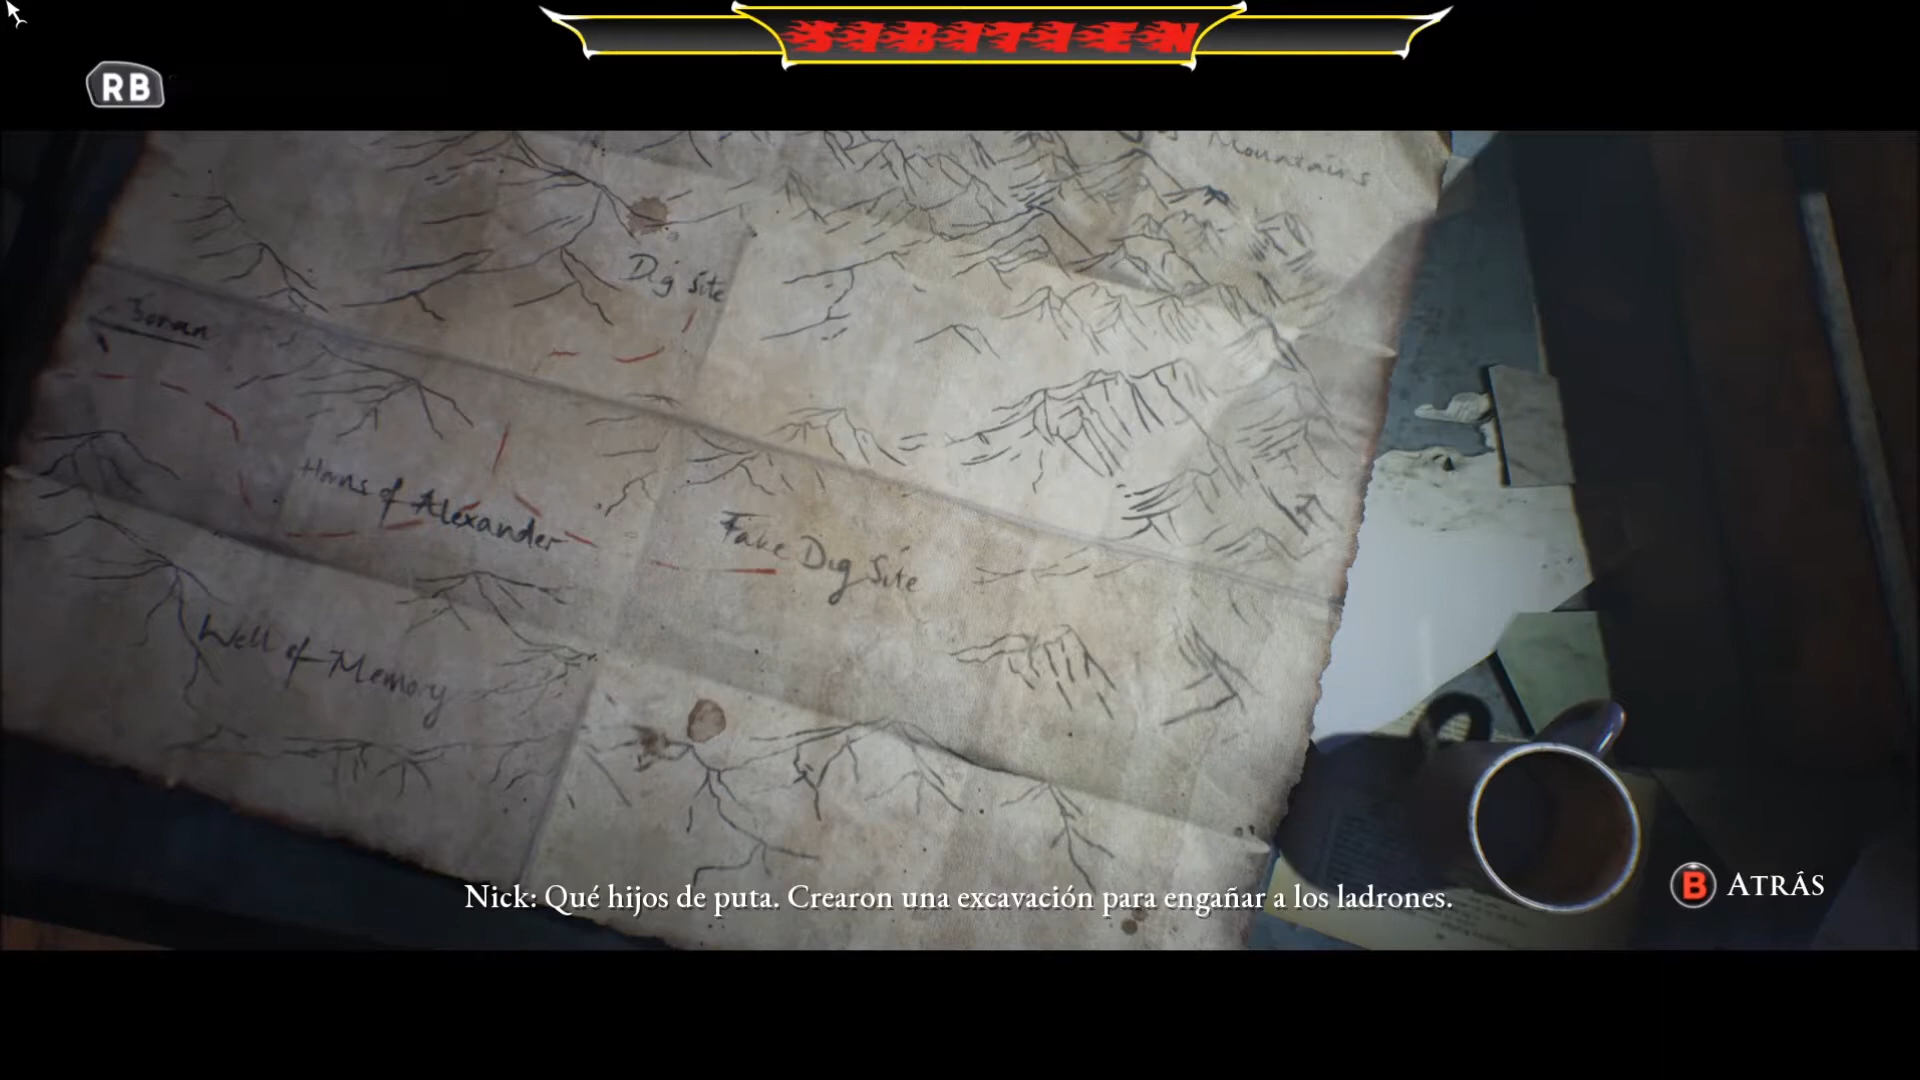 SIBITIEN
RB
Mountains
Dig Site
Horns of Alexander
Fake Dig Site
Well of Memory
Nick: Qué hijos de puta. Crearon una excavación para engañar a los ladrones.
B ATRÁS